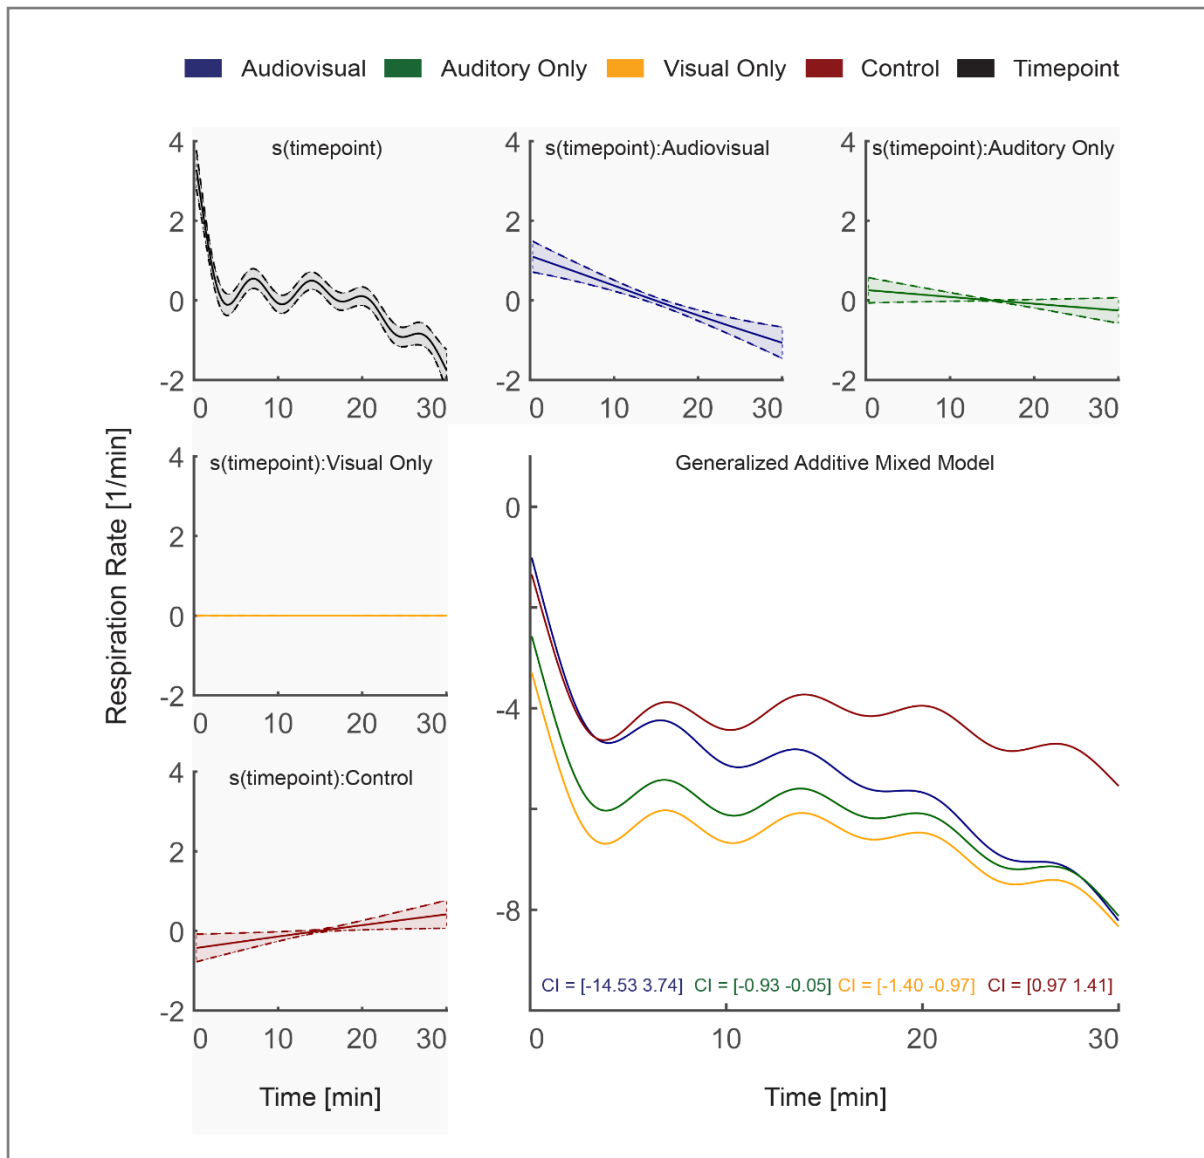 Audiovisual Auditory Only Visual Only Control Timepoint
s(timepoint)
4
2
0
-2
0 10 20 30
s(timepoint):Audiovisual
4
2
0
-2
0 10 20 30
s(timepoint):Auditory Only
4
2
0
-2
0 10 20 30
Respiration Rate [1/min]
s(timepoint):Visual Only
4
2
0
-2
0 10 20 30
s(timepoint):Control
4
2
0
-2
0 10 20 30
Time [min]
Generalized Additive Mixed Model
0
-4
-8
CI = [-14.53 3.74] CI = [-0.93 -0.05] CI = [-1.40 -0.97] CI = [0.97 1.41]
0 10 20 30
Time [min]